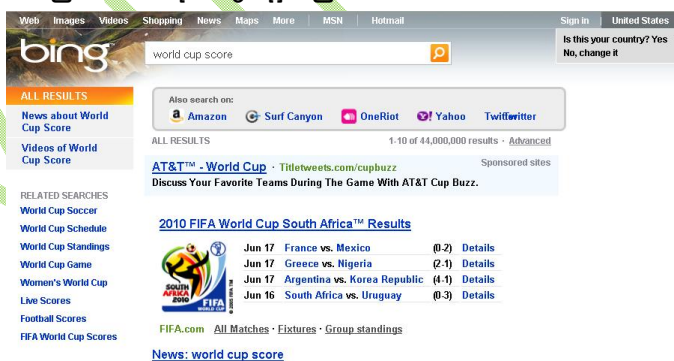 Web Images Videos Shopping News Maps More MSN Hotmail Sign in United States
Is this your country? Yes
No, change it
bing
world cup score
ALL RESULTS
News about World
Cup Score
Videos of World
Cup Score
RELATED SEARCHES
World Cup Soccer
World Cup Schedule
World Cup Standings
World Cup Game
Women's World Cup
Live Scores
Football Scores
FIFA World Cup Scores
Also search on:
Amazon Surf Canyon OneRiot Yahoo
ALL RESULTS 1-10 of 44,000,000 results · Advanced
AT&T™ - World Cup · Titletweets.com/cupbuzz Sponsored sites
Discuss Your Favorite Teams During The Game With AT&T Cup Buzz.
2010 FIFA World Cup South Africa™ Results
Jun 17 France vs. Mexico (0-2) Details
Jun 17 Greece vs. Nigeria (2-1) Details
Jun 17 Argentina vs. Korea Republic (4-1) Details
Jun 16 South Africa vs. Uruguay (0-3) Details
SOUTH
AFRICA
2010
FIFA
FIFA.com All Matches · Fixtures · Group standings
News: world cup score